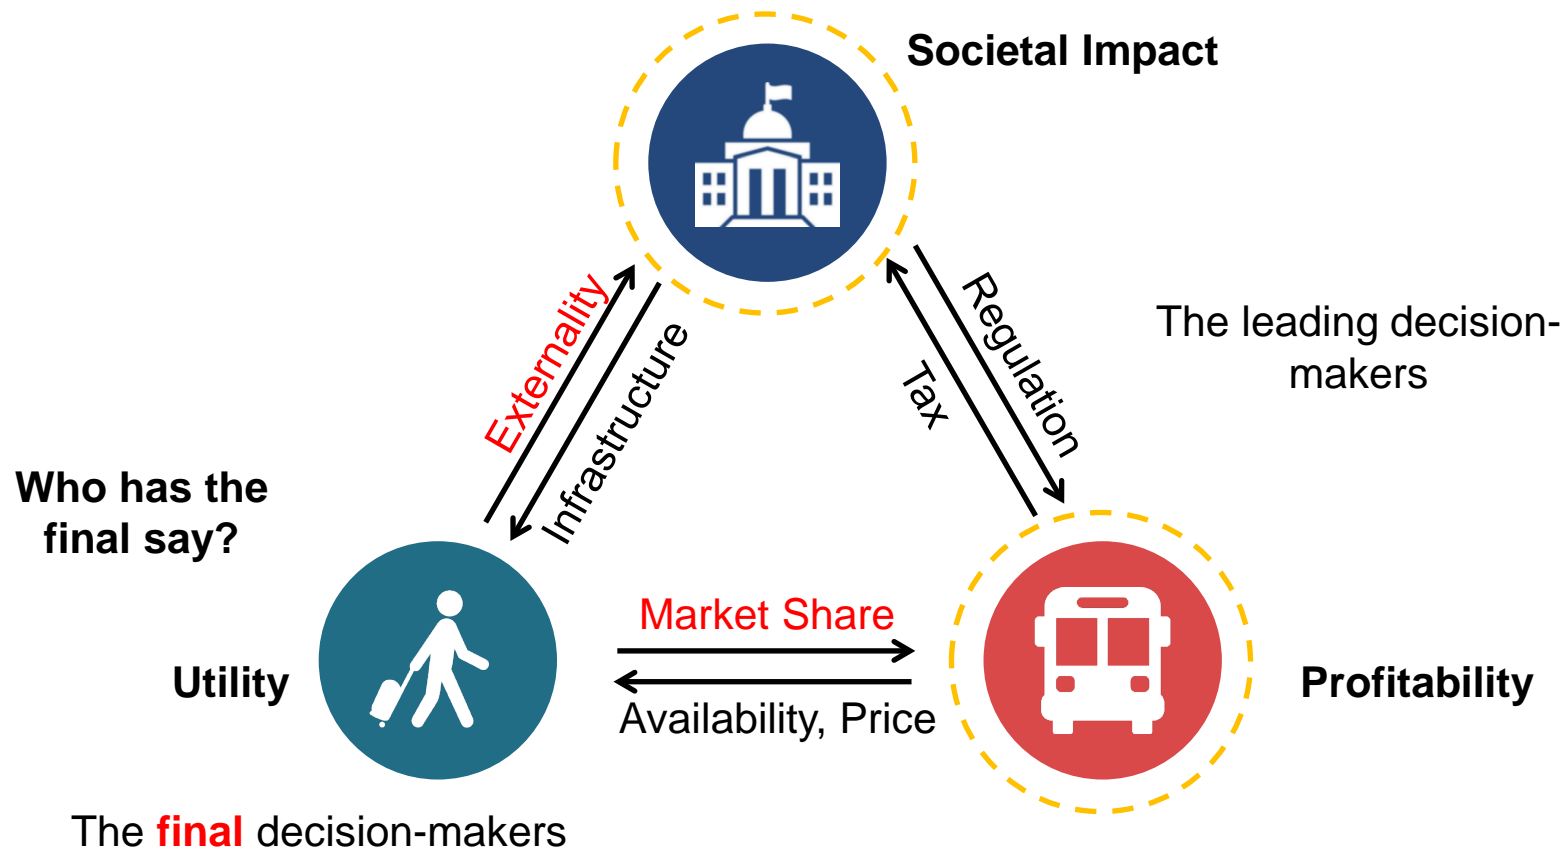 Societal Impact
Externality
Infrastructure
Regulation
Tax
The leading decision-
makers
Who has the
final say?
Market Share
Utility
Availability, Price
Profitability
The final decision-makers